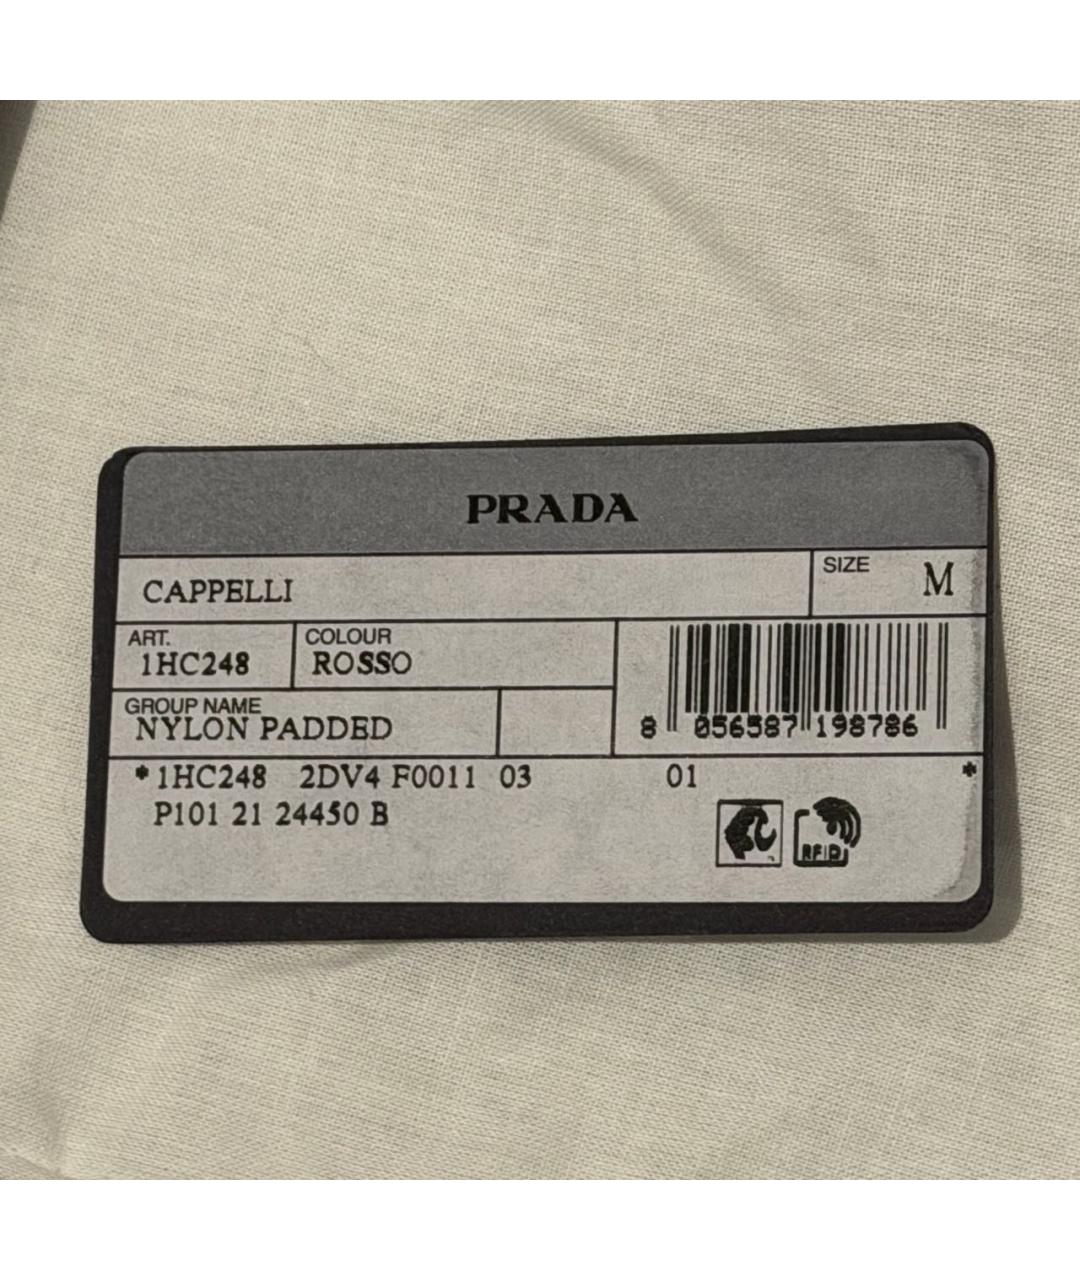 PRADA
CAPPELLI
SIZE M
ART.
1HC248
COLOUR
ROSSO
GROUP NAME
NYLON PADDED
8 056587 198786
*1HC248 2DV4 F0011 03 01 *
P101 21 24450 B
RFID